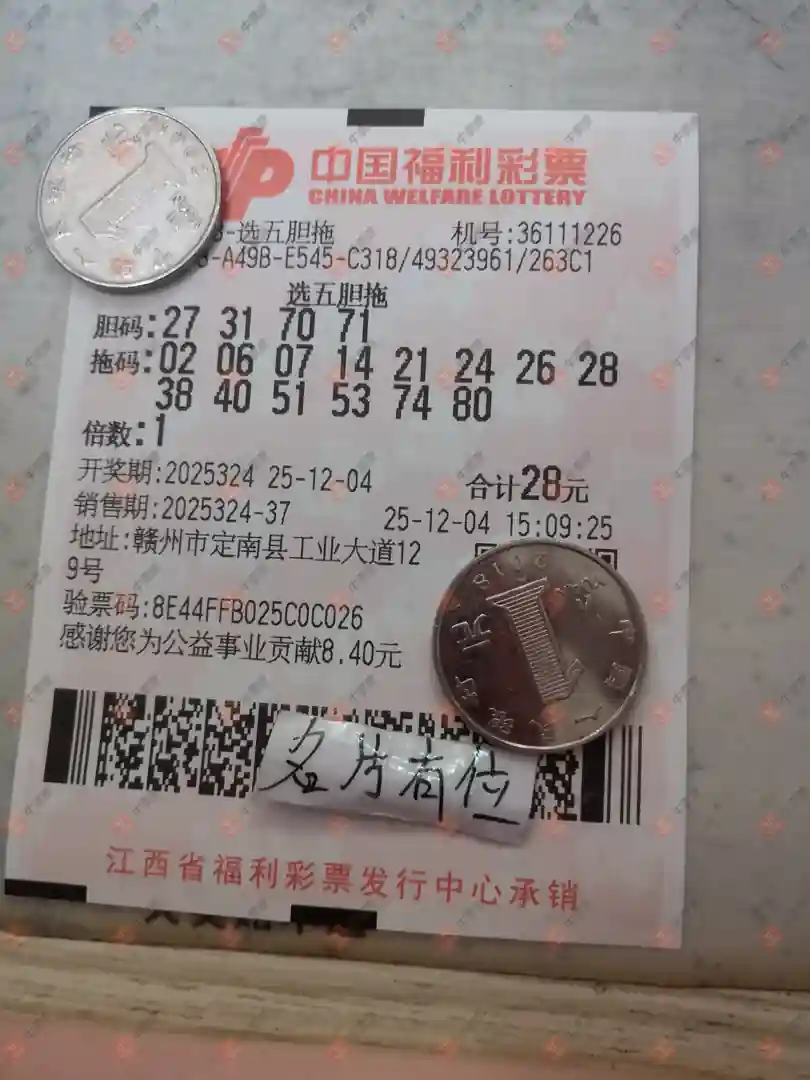 中国福利彩票
CHINA WELFARE LOTTERY
-选五胆拖 机号:36111226
-A49B-E545-C318/49323961/263C1
选五胆拖
胆码:27 31 70 71
拖码:02 06 07 14 21 24 26 28
38 40 51 53 74 80
倍数:1
开奖期:2025324 25-12-04 合计28元
销售期:2025324-37 25-12-04 15:09:25
地址:赣州市定南县工业大道12
9号
验票码:8E44FFB025C0C026
感谢您为公益事业贡献8.40元
名片有位
江西省福利彩票发行中心承销